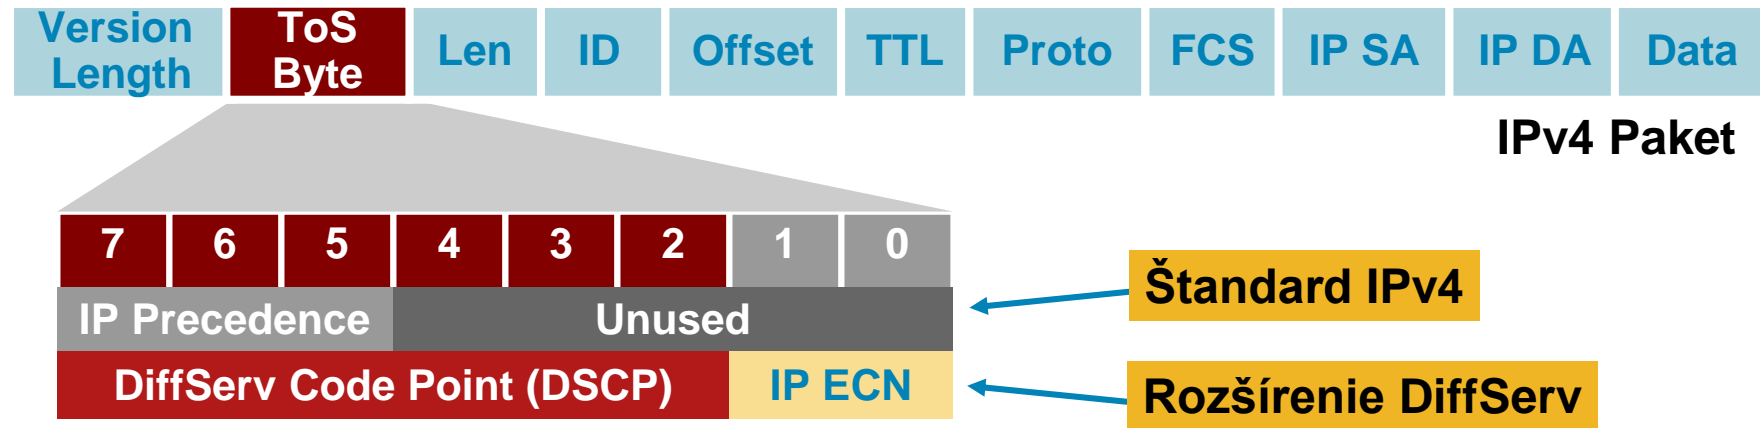 Version Length
ToS Byte
Len
ID
Offset
TTL
Proto
FCS
IP SA
IP DA
Data
IPv4 Paket
7 6 5 4 3 2 1 0
IP Precedence
Unused
Štandard IPv4
DiffServ Code Point (DSCP)
IP ECN
Rozšírenie DiffServ